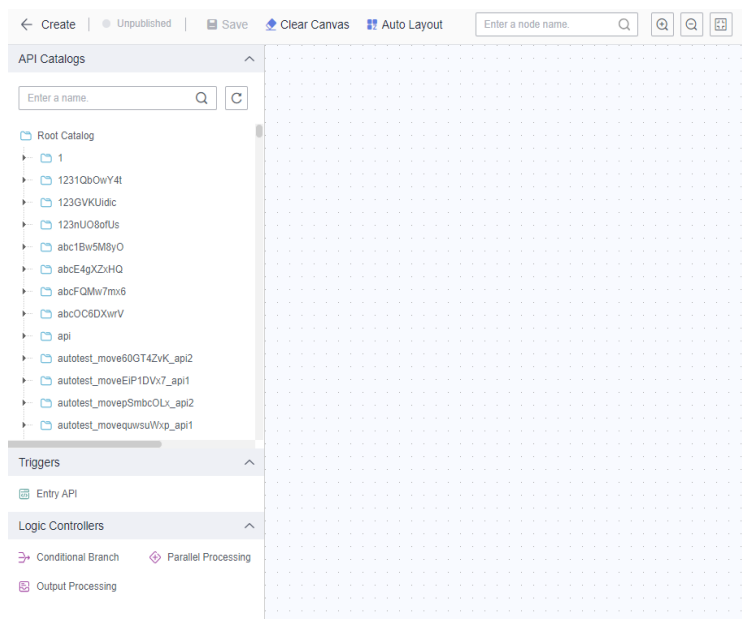 Create Unpublished Save Clear Canvas Auto Layout Enter a node name.
API Catalogs
Enter a name.
Root Catalog
1
1231QbOwY4t
123GVKUidic
123nUO8ofUs
abc1Bw5M8yO
abcE4gXZxHQ
abcFQMw7mx6
abcOC6DXwrV
api
autotest_move60GT4ZvK_api2
autotest_moveEiP1DVx7_api1
autotest_movepSmbcOLx_api2
autotest_movequwsuWxp_api1
Triggers
Entry API
Logic Controllers
Conditional Branch Parallel Processing
Output Processing